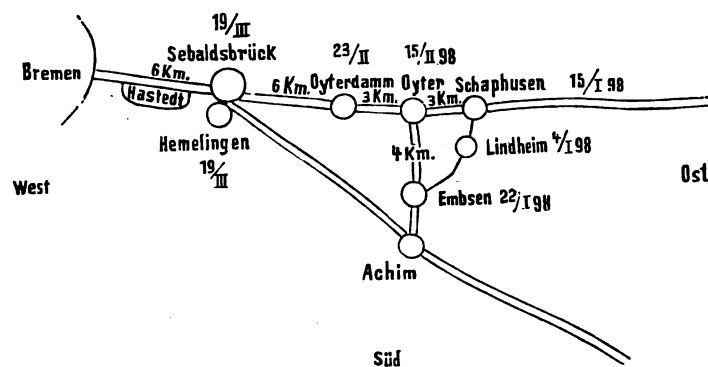 19/III
Sebaldsbrück
Bremen
6 Km.
Hastedt
Hemelingen
19/III
West
23/II
15/II 98
6 Km. Oyterdamm Oyter Schaphusen
3 Km. 3 Km.
15/I 98
4 Km.
Lindheim 4/I 98
Ost
Embsen 22/I 98
Achim
Süd